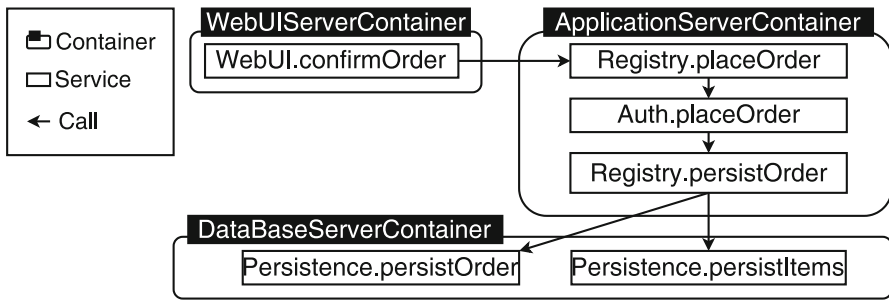 WebUIServerContainer
ApplicationServerContainer
Container
WebUI.confirmOrder
Registry.placeOrder
Service
Call
Auth.placeOrder
Registry.persistOrder
DataBaseServerContainer
Persistence.persistOrder
Persistence.persistItems